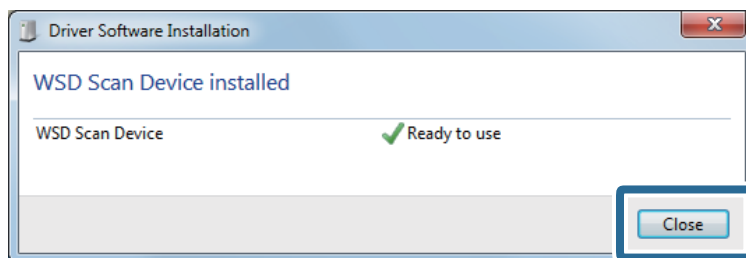 Driver Software Installation
WSD Scan Device installed
WSD Scan Device Ready to use
Close